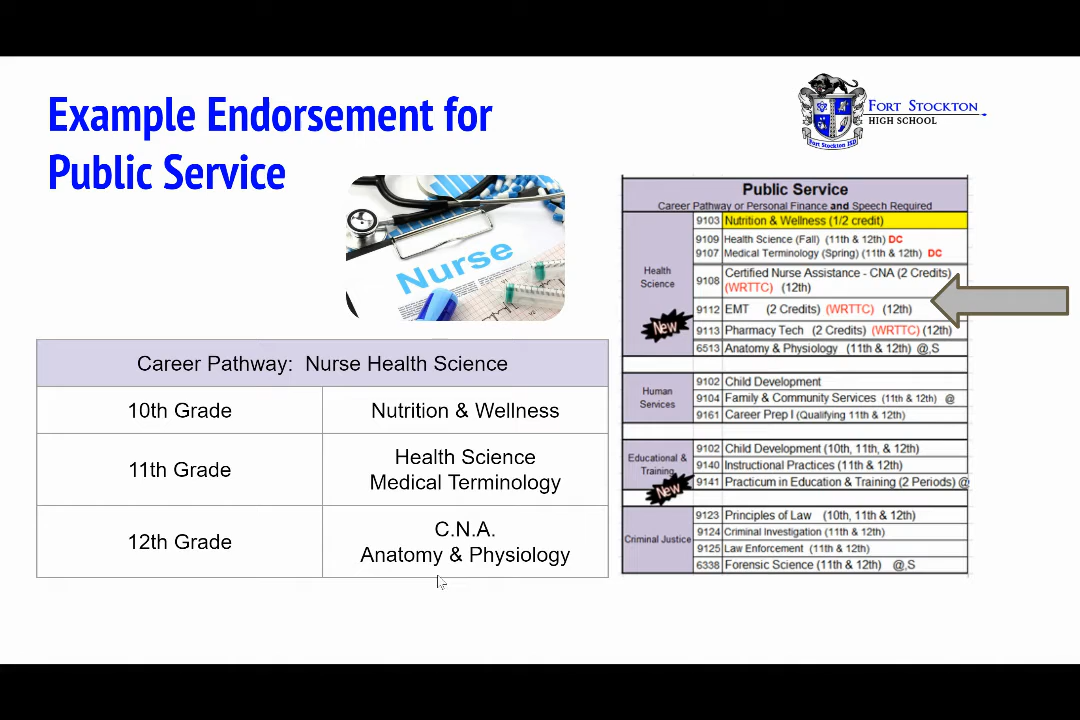 Example Endorsement for
Public Service
FORT STOCKTON
HIGH SCHOOL
Fort Stockton ISD
Nurse
Career Pathway: Nurse Health Science
10th Grade
Nutrition & Wellness
11th Grade
Health Science
Medical Terminology
12th Grade
C.N.A.
Anatomy & Physiology
Public Service
Career Pathway or Personal Finance and Speech Required
Health
Science
New
9103 Nutrition & Wellness (1/2 credit)
9109 Health Science (Fall) (11th & 12th) DC
9107 Medical Terminology (Spring) (11th & 12th) DC
9108 Certified Nurse Assistance - CNA (2 Credits)
(WRTTC) (12th)
9112 EMT (2 Credits) (WRTTC) (12th)
9113 Pharmacy Tech (2 Credits) (WRTTC) (12th)
6513 Anatomy & Physiology (11th & 12th) @,S
Human
Services
9102 Child Development
9104 Family & Community Services (11th & 12th) @
9161 Career Prep I (Qualifying 11th & 12th)
Educational &
Training
New
9102 Child Development (10th, 11th, & 12th)
9140 Instructional Practices (11th & 12th)
9141 Practicum in Education & Training (2 Periods) @
Criminal Justice
9123 Principles of Law (10th, 11th & 12th)
9124 Criminal Investigation (11th & 12th)
9125 Law Enforcement (11th & 12th)
6338 Forensic Science (11th & 12th) @,S